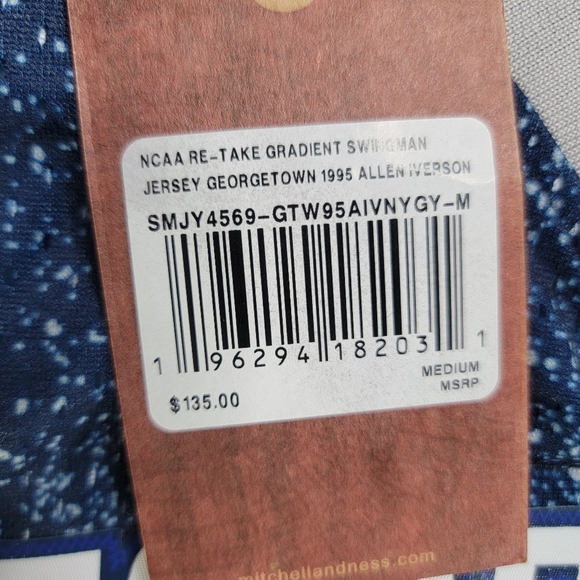 NCAA RE-TAKE GRADIENT SWINGMAN
JERSEY GEORGETOWN 1995 ALLEN IVERSON
SMJY4569-GTW95AIVNYGY-M
1 96294 18203 1
MEDIUM
MSRP
$135.00
mitchellandness.com